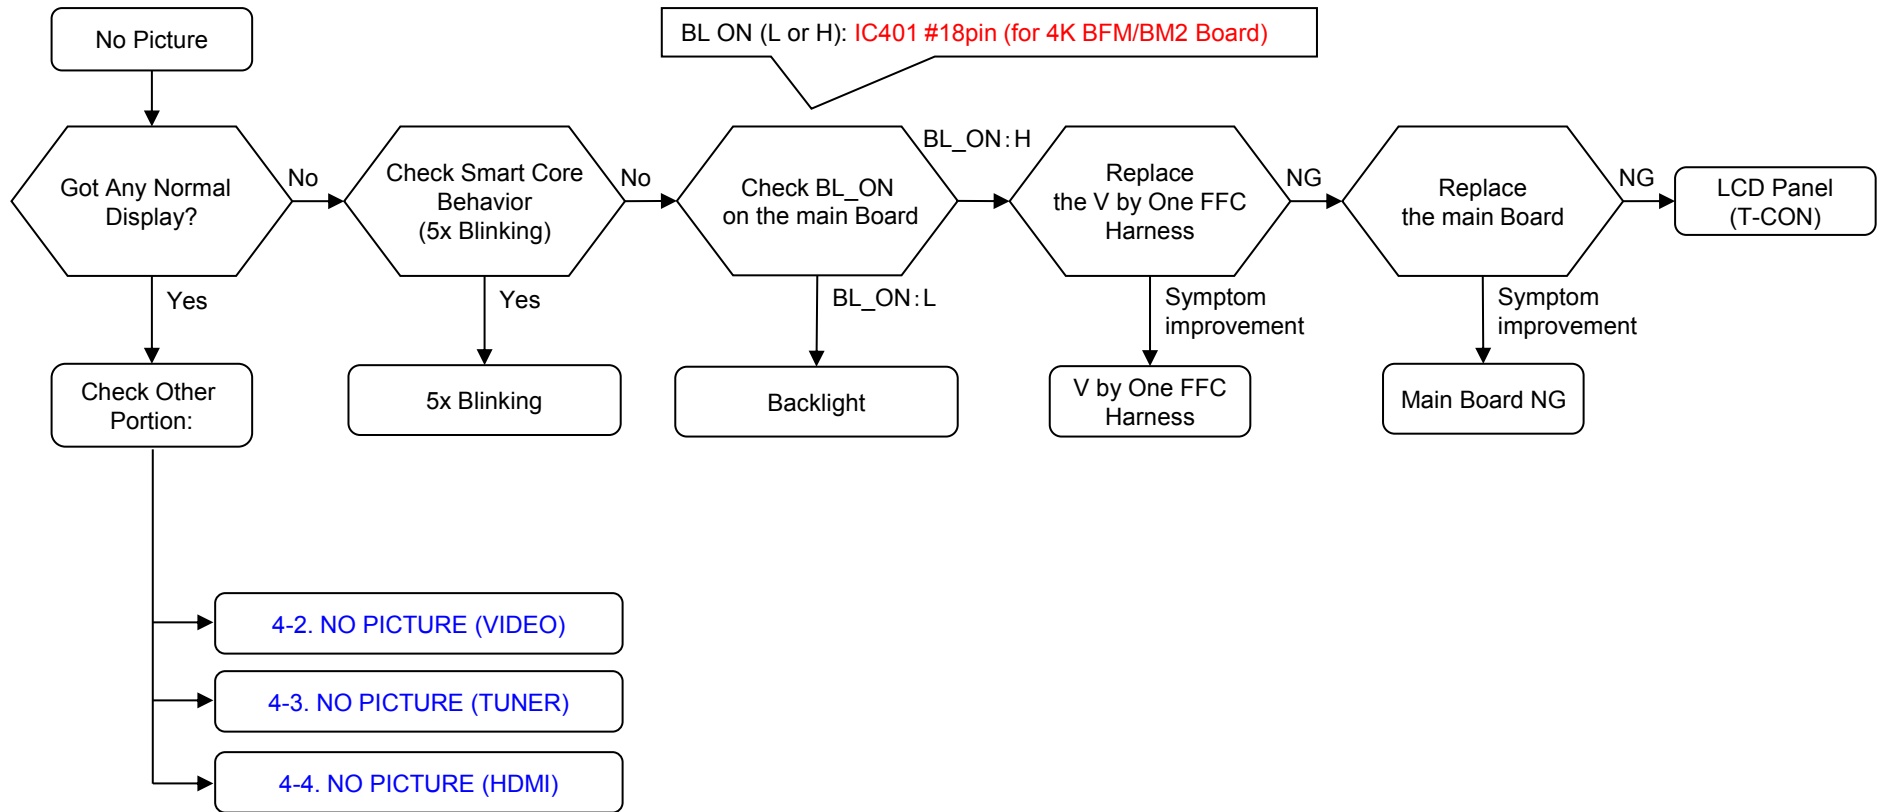 No Picture
BL ON (L or H): IC401 #18pin (for 4K BFM/BM2 Board)
Got Any Normal
Display?
No
Check Smart Core
Behavior
(5x Blinking)
No
Check BL_ON
on the main Board
BL_ON:H
Replace
the V by One FFC
Harness
NG
Replace
the main Board
NG
LCD Panel
(T-CON)
Yes
Yes
BL_ON:L
Symptom
improvement
Symptom
improvement
Check Other
Portion:
5x Blinking
Backlight
V by One FFC
Harness
Main Board NG
4-2. NO PICTURE (VIDEO)
4-3. NO PICTURE (TUNER)
4-4. NO PICTURE (HDMI)